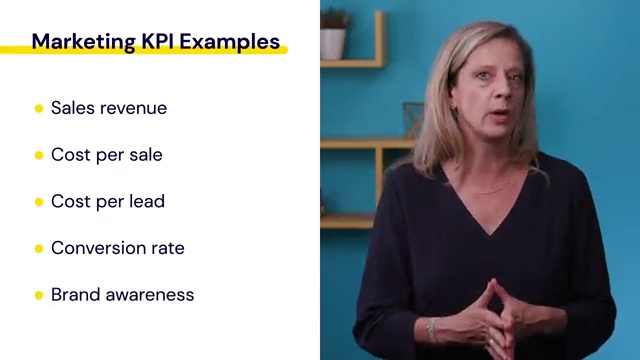 Marketing KPI Examples
Sales revenue
Cost per sale
Cost per lead
Conversion rate
Brand awareness